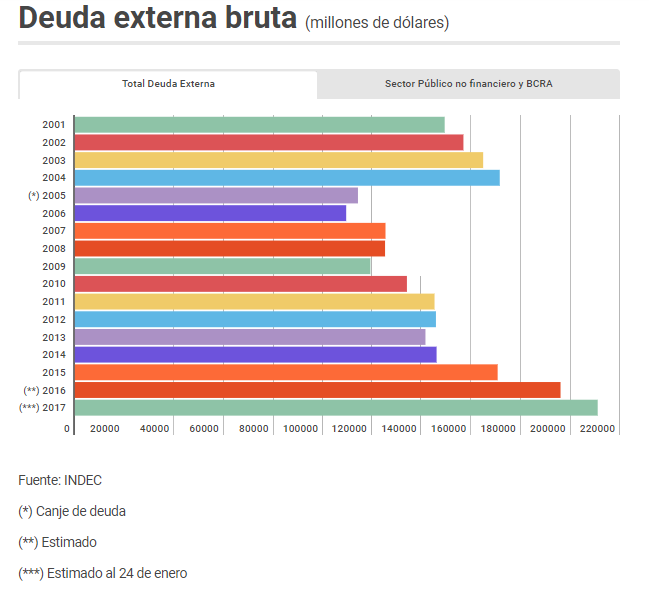 Deuda externa bruta (millones de dólares)
Total Deuda Externa
Sector Público no financiero y BCRA
2001
2002
2003
2004
(*) 2005
2006
2007
2008
2009
2010
2011
2012
2013
2014
2015
(**) 2016
(***) 2017
0 20000 40000 60000 80000 100000 120000 140000 160000 180000 200000 220000
Fuente: INDEC
(*) Canje de deuda
(**) Estimado
(***) Estimado al 24 de enero